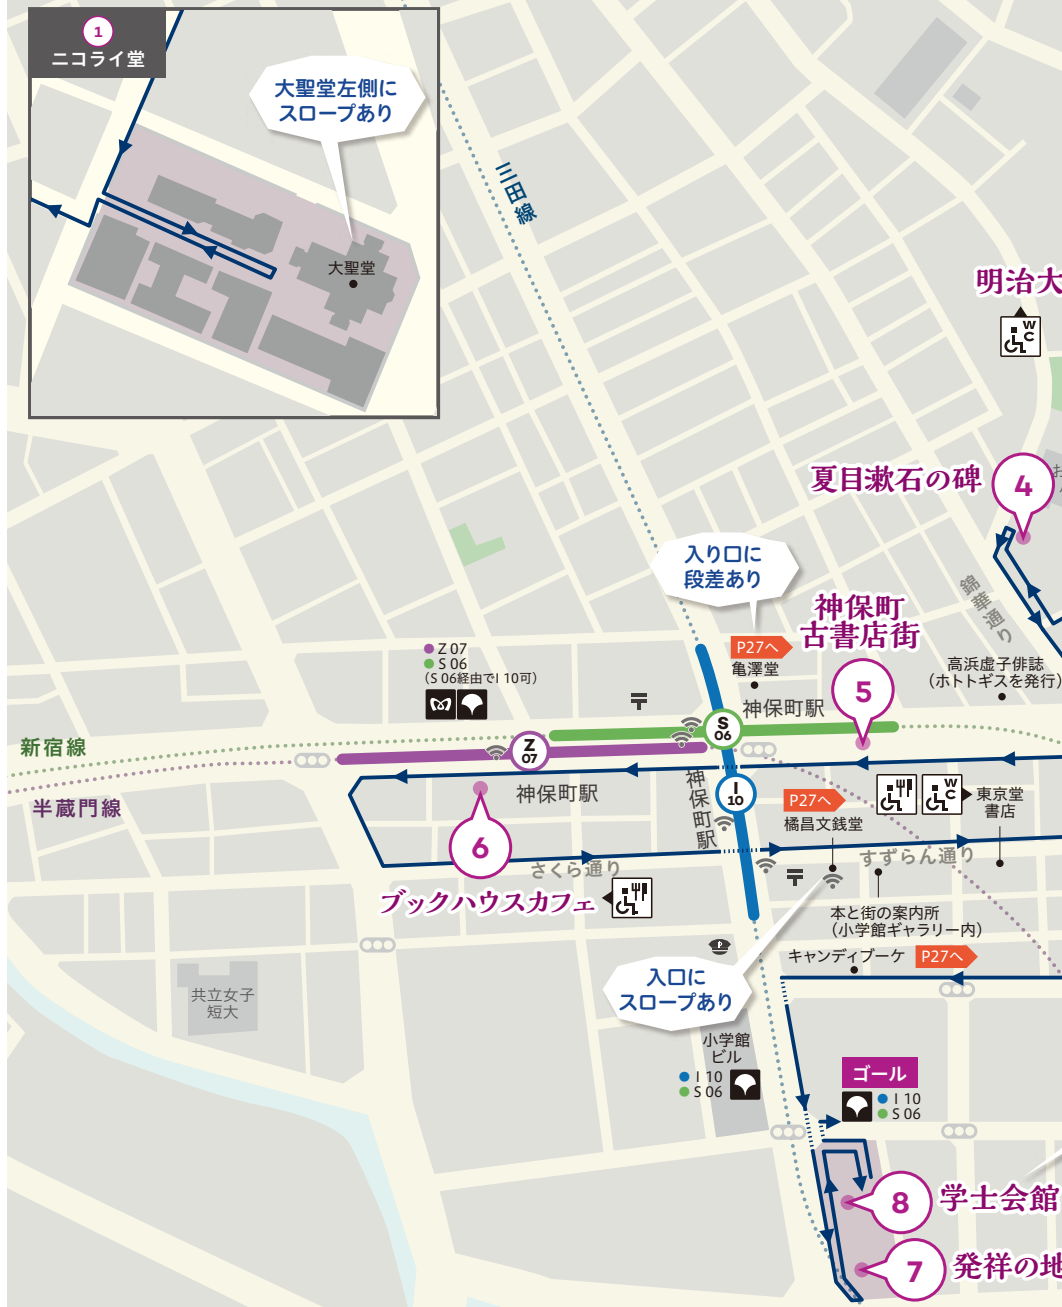 1
ニコライ堂
大聖堂左側に
スロープあり
大聖堂
三田線
明治大
WC
夏目漱石の碑
4
お
錦華通り
入り口に
段差あり
神保町
古書店街
P27へ
亀澤堂
5
高浜虚子俳誌
(ホトトギスを発行)
Z 07
S 06
(S 06経由でI 10可)
神保町駅
S
06
Z
07
新宿線
半蔵門線
神保町駅
神保町駅
I
10
P27へ
橘昌文銭堂
WC
東京堂
書店
6
さくら通り
すずらん通り
ブックハウスカフェ
本と街の案内所
(小学館ギャラリー内)
キャンディブーケ
P27へ
入口に
スロープあり
共立女子
短大
小学館
ビル
I 10
S 06
ゴール
I 10
S 06
8
学士会館
7
発祥の地